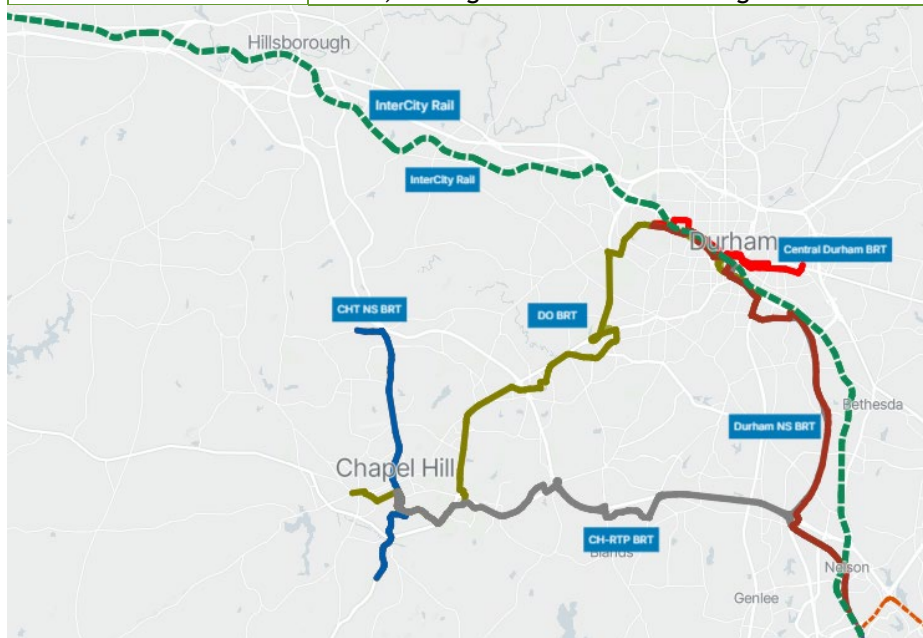 Hillsborough
InterCity Rail
InterCity Rail
Durham
Central Durham BRT
CHT NS BRT
DO BRT
Bethesda
Durham NS BRT
Chapel Hill
CH-RTP BRT
Blands
Nelson
Genlee